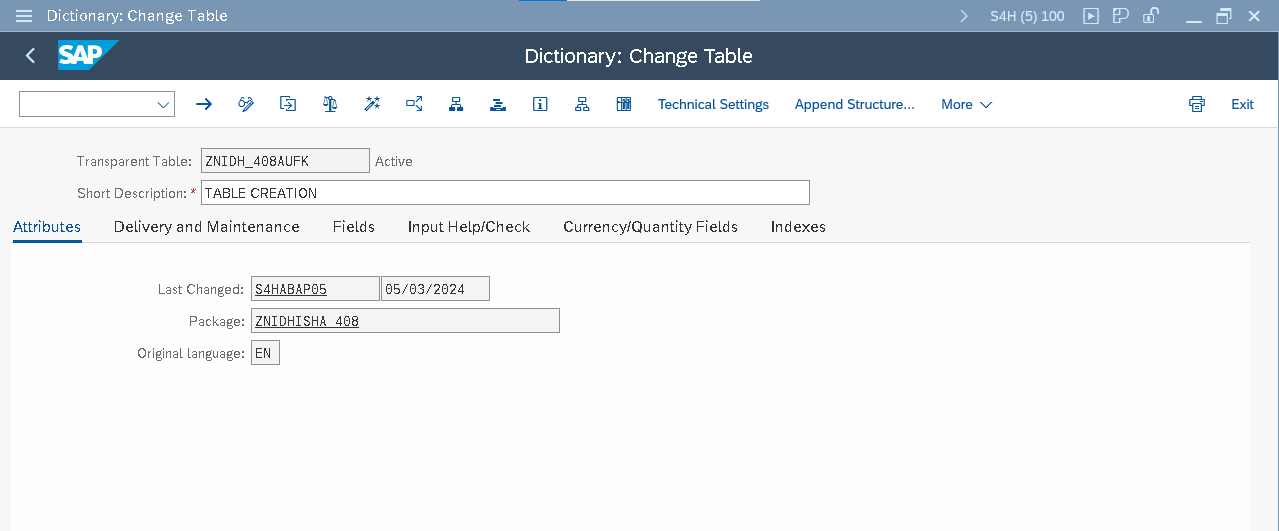 Dictionary: Change Table S4H (5) 100
SAP Dictionary: Change Table
Technical Settings Append Structure... More Exit
Transparent Table: ZNIDH_408AUFK Active
Short Description: * TABLE CREATION
Attributes Delivery and Maintenance Fields Input Help/Check Currency/Quantity Fields Indexes
Last Changed: S4HABAP05 05/03/2024
Package: ZNIDHISHA_408
Original language: EN